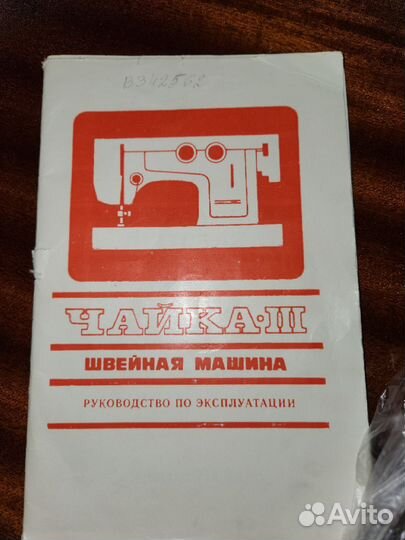 В342562
ЧАЙКА·III
ШВЕЙНАЯ МАШИНА
РУКОВОДСТВО ПО ЭКСПЛУАТАЦИИ
Avito